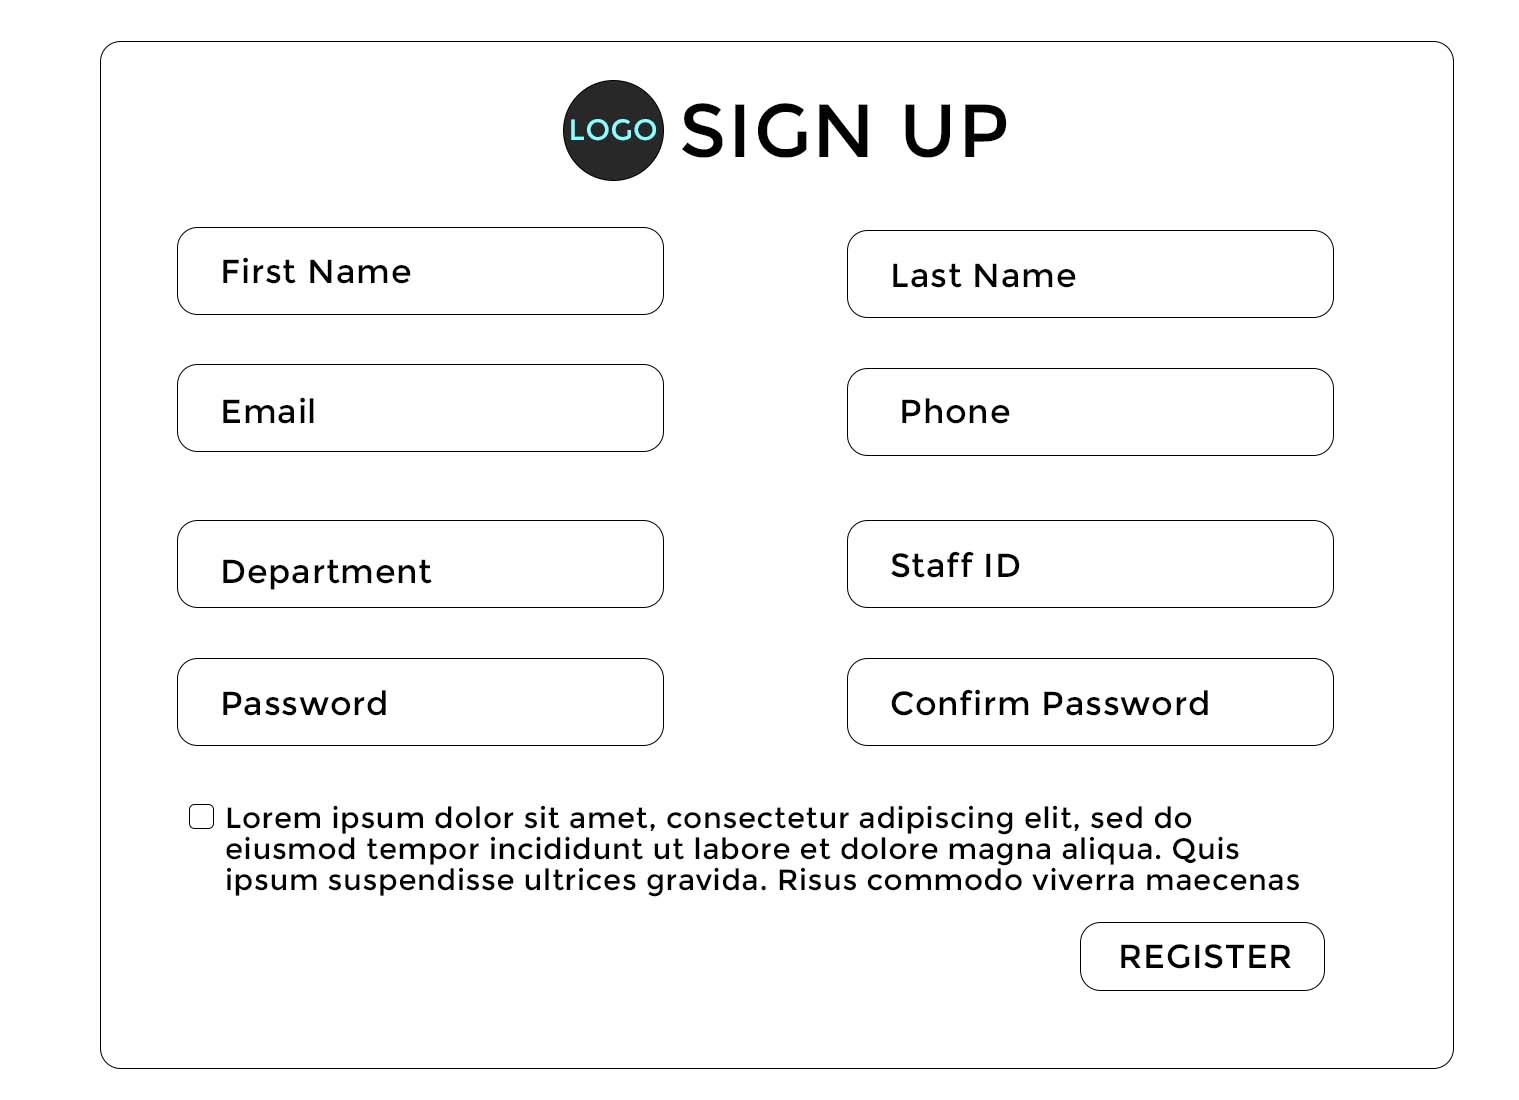 LOGO SIGN UP
First Name
Last Name
Email
Phone
Department
Staff ID
Password
Confirm Password
Lorem ipsum dolor sit amet, consectetur adipiscing elit, sed do
eiusmod tempor incididunt ut labore et dolore magna aliqua. Quis
ipsum suspendisse ultrices gravida. Risus commodo viverra maecenas
REGISTER